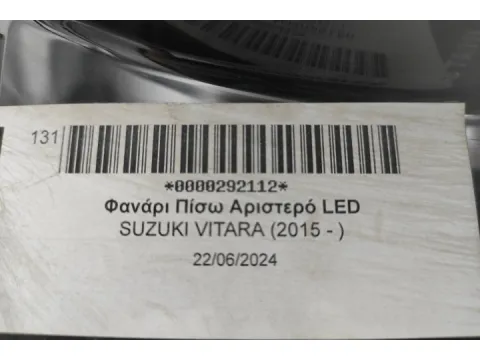 131
*0000292112*
Φανάρι Πίσω Αριστερό LED
SUZUKI VITARA (2015 - )
22/06/2024